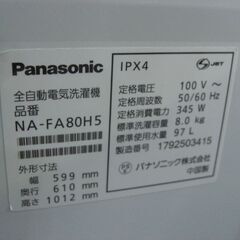 Panasonic
全自動電気洗濯機
品番
NA-FA80H5
外形寸法
幅 599 mm
奥行 610 mm
高さ 1012 mm
IPX4
JET
定格電圧 100 V~
定格周波数 50/60 Hz
定格消費電力 345 W
標準洗濯容量 8.0 kg
標準使用水量 97 L
製造番号 1792503415
パナソニック株式会社
中国製